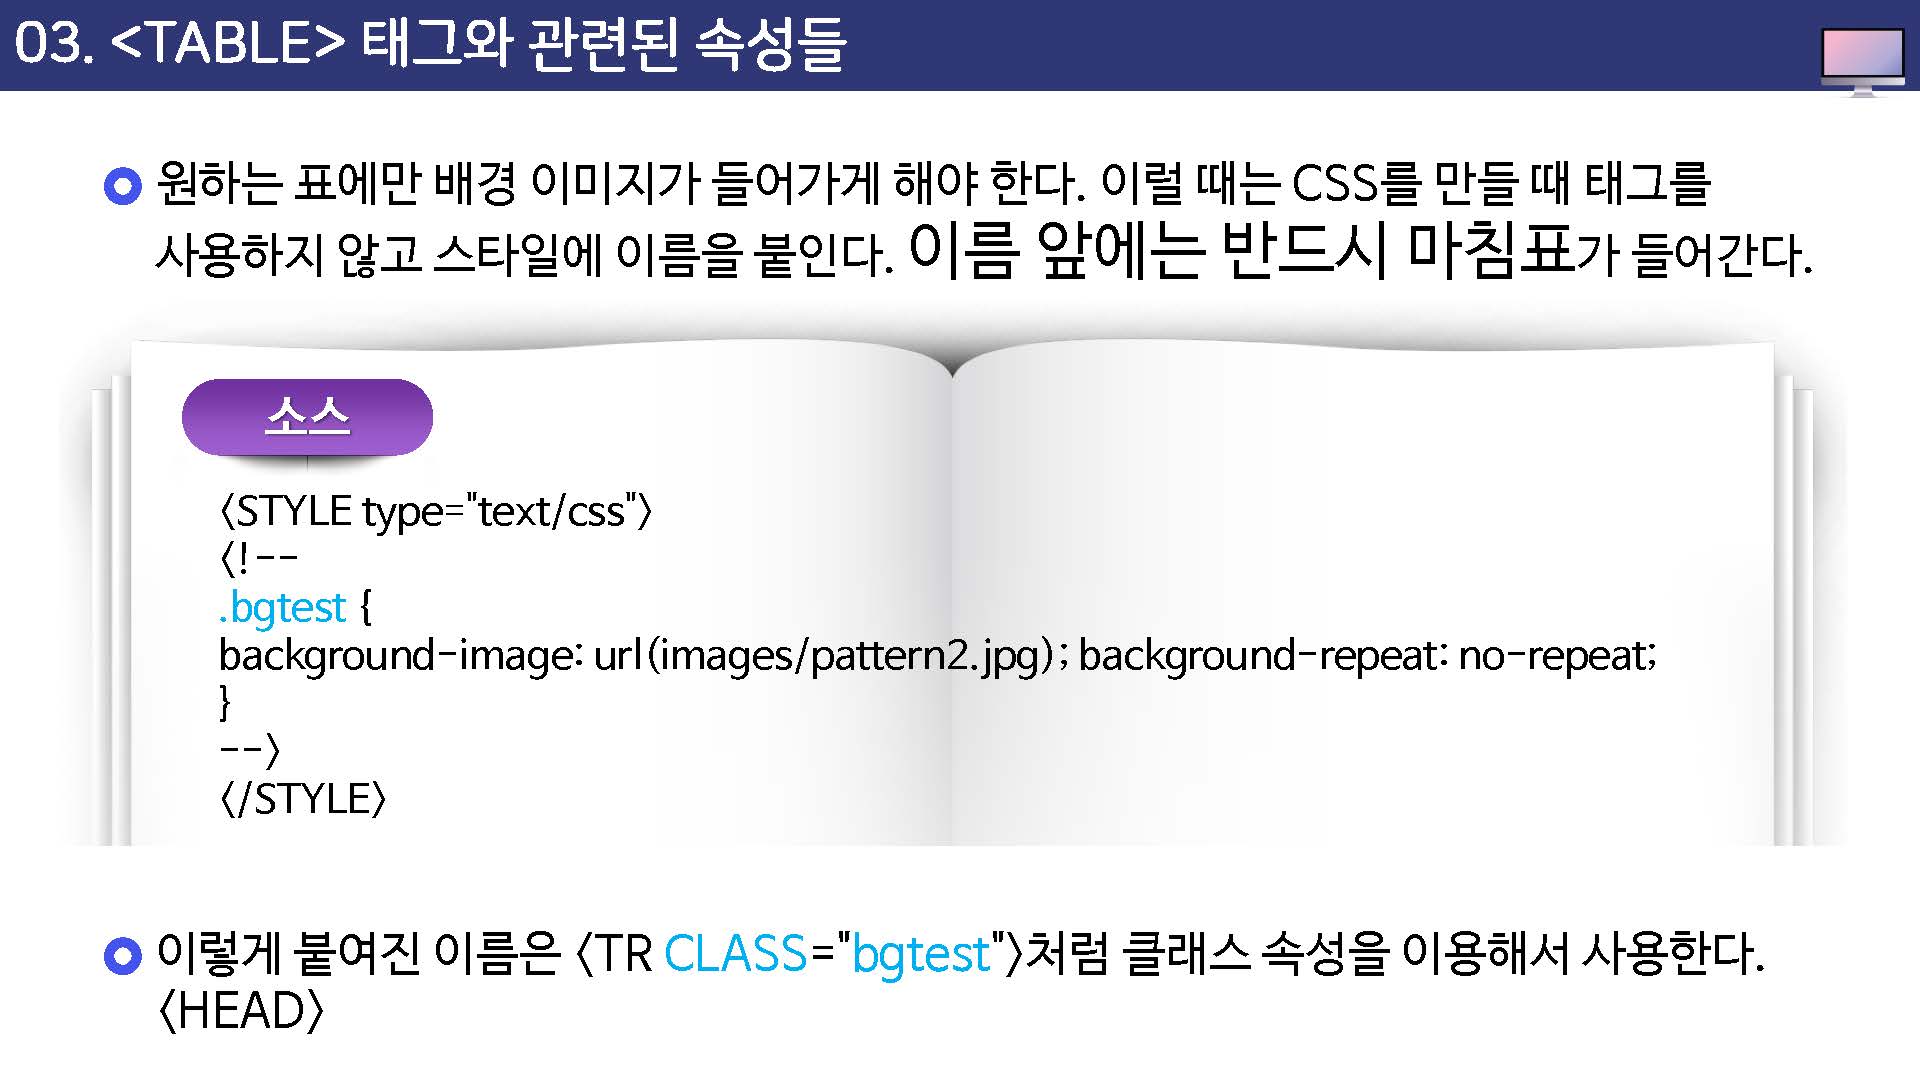 03. <TABLE> 태그와 관련된 속성들
원하는 표에만 배경 이미지가 들어가게 해야 한다. 이럴 때는 CSS를 만들 때 태그를
사용하지 않고 스타일에 이름을 붙인다. 이름 앞에는 반드시 마침표가 들어간다.
소스
<STYLE type="text/css">
<!--
.bgtest {
background-image: url(images/pattern2.jpg); background-repeat: no-repeat;
}
-->
</STYLE>
이렇게 붙여진 이름은 <TR CLASS="bgtest">처럼 클래스 속성을 이용해서 사용한다.
<HEAD>